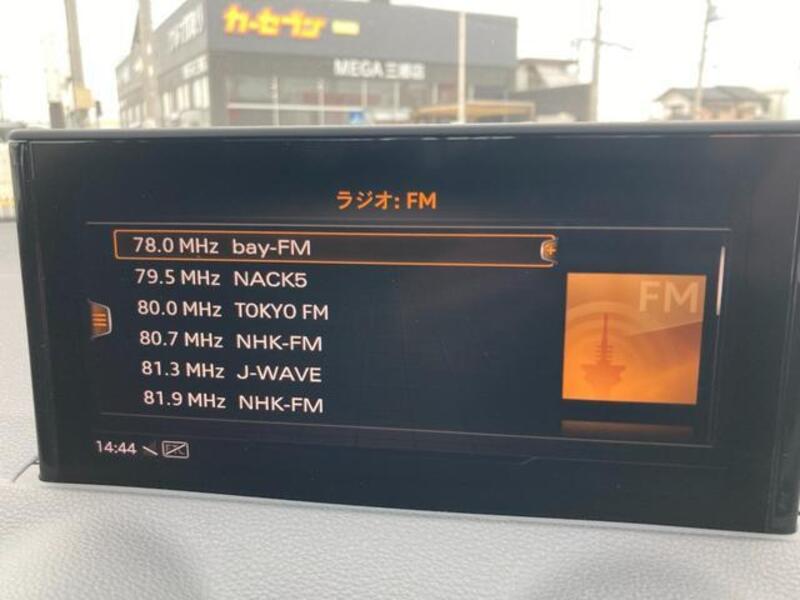 カーセブン
MEGA三郷店
ラジオ: FM
78.0 MHz bay-FM
79.5 MHz NACK5
80.0 MHz TOKYO FM
80.7 MHz NHK-FM
81.3 MHz J-WAVE
81.9 MHz NHK-FM
FM
14:44 ETC